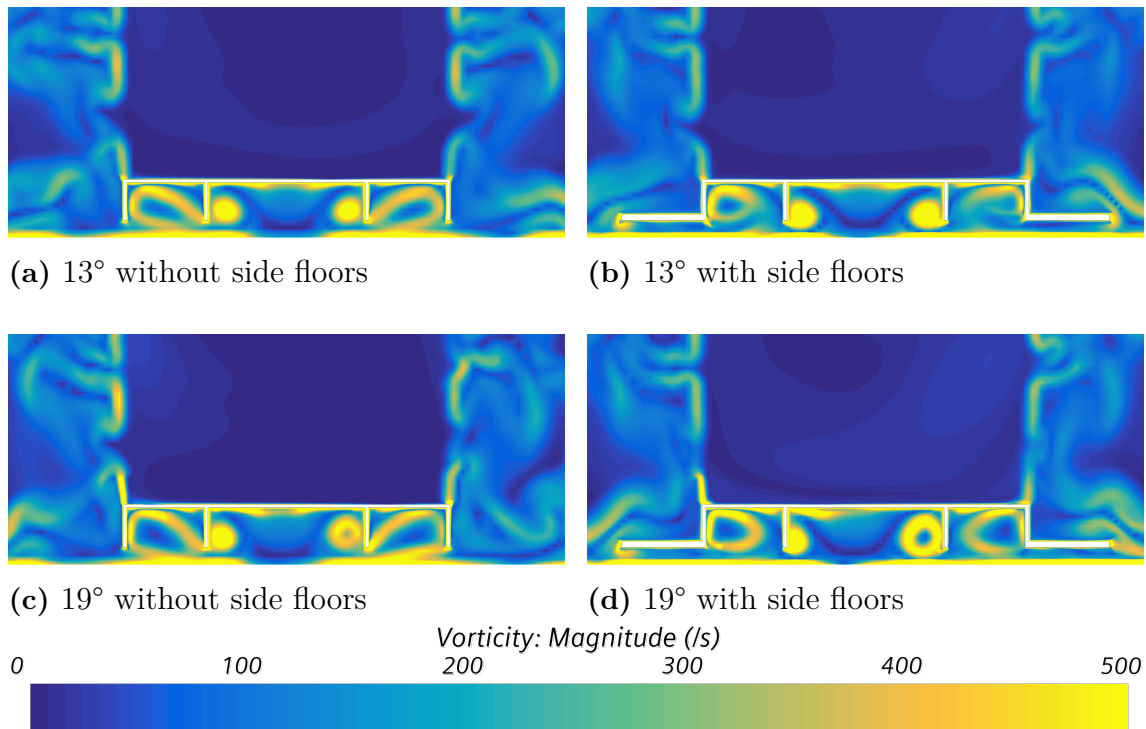 (a) 13° without side floors
(b) 13° with side floors
(c) 19° without side floors
(d) 19° with side floors
Vorticity: Magnitude (/s)
0 100 200 300 400 500